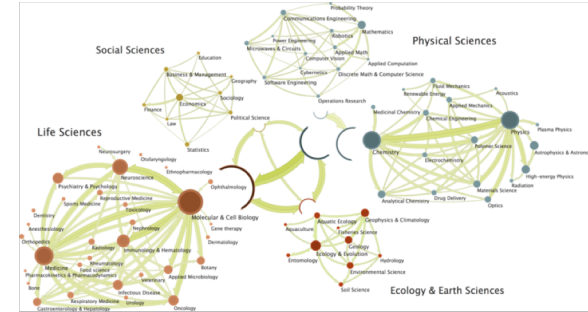 Probability Theory
Communications Engineering
Mathematics
Robotics
Power Engineering
Microwaves & Circuits
Applied Math
Computer Vision
Applied Computation
Cybernetics
Discrete Math & Computer Science
Software Engineering
Operations Research
Physical Sciences
Social Sciences
Education
Business & Management
Geography
Economics
Sociology
Finance
Political Science
Law
Statistics
Fluid Mechanics
Renewable Energy
Acoustics
Medicinal Chemistry
Applied Mechanics
Chemical Engineering
Physics
Plasma Physics
Polymer Science
Chemistry
Astrophysics & Astro
Electrochemistry
High-energy Physics
Radiation
Materials Science
Analytical Chemistry
Drug Delivery
Optics
Life Sciences
Neurosurgery
Otolaryngology
Neuroscience
Ethnopharmacology
Psychiatry & Psychology
Ophthalmology
Reproductive Medicine
Sports Medicine
Toxicology
Dentistry
Molecular & Cell Biology
Nephrology
Gene therapy
Anesthesiology
Orthopedics
Radiology
Immunology & Hematology
Dermatology
Medicine
Rheumatology
Food science
Botany
Pharmacokinetics & Pharmacodynamics
Applied Microbiology
Veterinary
Bone
Infectious Disease
Respiratory Medicine
Urology
Gastroenterology & Hepatology
Oncology
Aquatic Ecology
Geophysics & Climatology
Aquaculture
Fisheries Science
Geology
Ecology & Evolution
Entomology
Hydrology
Environmental Science
Soil Science
Ecology & Earth Sciences